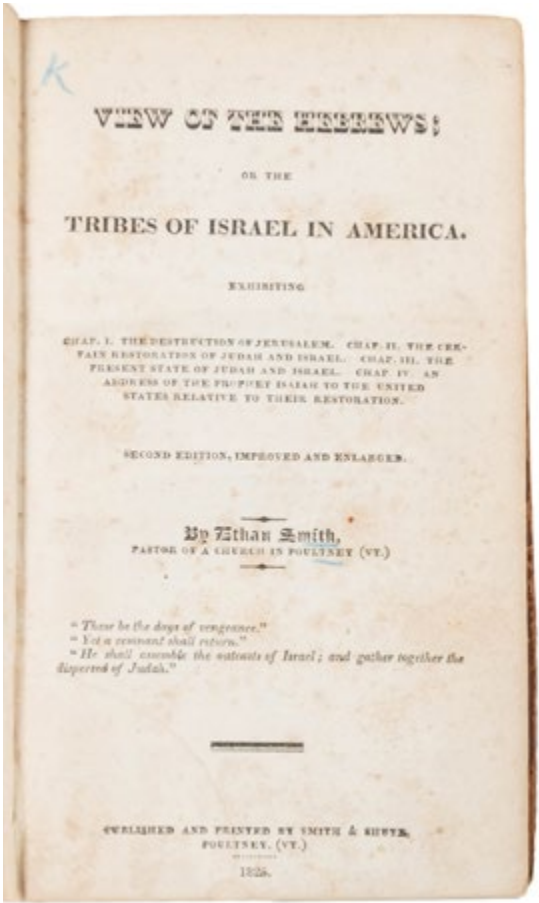 K
VIEW OF THE HEBREWS;
OR THE
TRIBES OF ISRAEL IN AMERICA.
EXHIBITING
CHAP. I. THE DESTRUCTION OF JERUSALEM. CHAP. II. THE CER-
TAIN RESTORATION OF JUDAH AND ISRAEL. CHAP. III. THE
PRESENT STATE OF JUDAH AND ISRAEL. CHAP. IV. AN
ADDRESS OF THE PROPHET ISAIAH TO THE UNITED
STATES RELATIVE TO THEIR RESTORATION.
SECOND EDITION, IMPROVED AND ENLARGED.
By Ethan Smith,
PASTOR OF A CHURCH IN POULTNEY (VT.)
"These be the days of vengeance."
"Yet a remnant shall return."
"He shall assemble the outcasts of Israel; and gather together the
dispersed of Judah."
PUBLISHED AND PRINTED BY SMITH & SHUTE,
POULTNEY, (VT.)
1825.